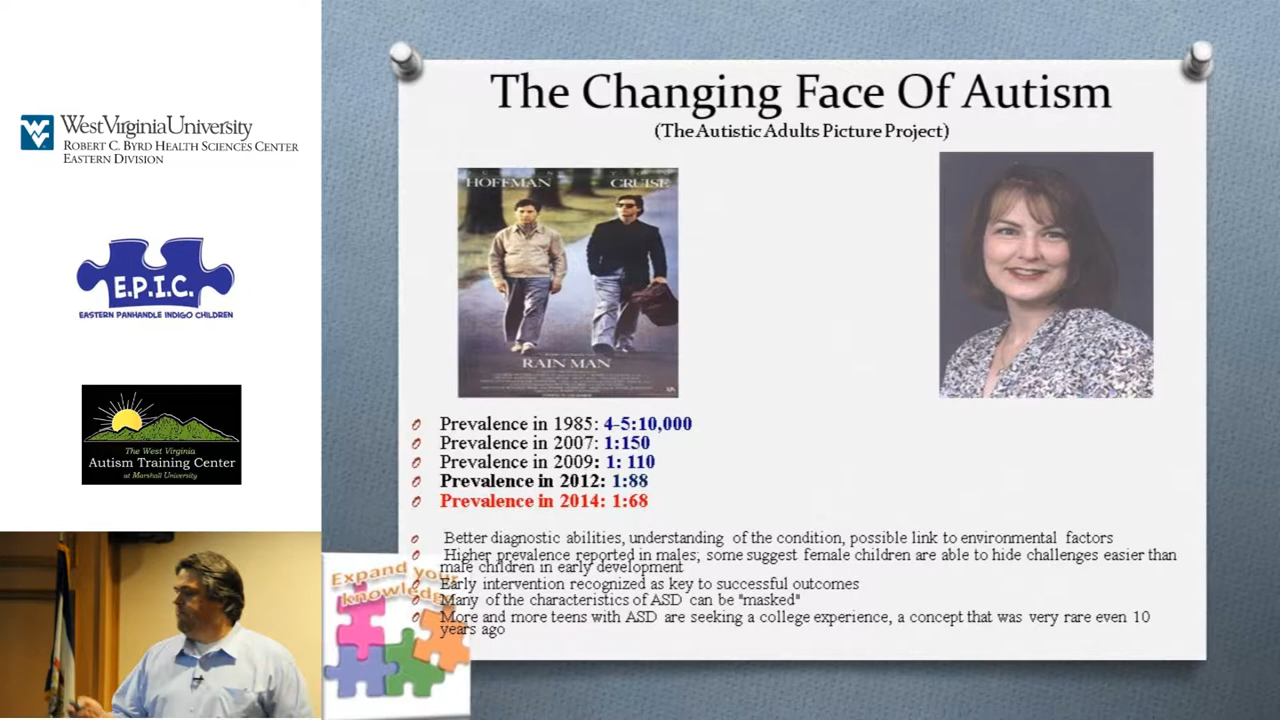 West Virginia University
ROBERT C. BYRD HEALTH SCIENCES CENTER
EASTERN DIVISION
E.P.I.C.
EASTERN PANHANDLE INDIGO CHILDREN
The West Virginia
Autism Training Center
at Marshall University
The Changing Face Of Autism
(The Autistic Adults Picture Project)
HOFFMAN CRUISE
RAIN MAN
Prevalence in 1985: 4-5:10,000
Prevalence in 2007: 1:150
Prevalence in 2009: 1: 110
Prevalence in 2012: 1:88
Prevalence in 2014: 1:68
Better diagnostic abilities, understanding of the condition, possible link to environmental factors
Higher prevalence reported in males; some suggest female children are able to hide challenges easier than
male children in early development
Early intervention recognized as key to successful outcomes
Many of the characteristics of ASD can be "masked"
More and more teens with ASD are seeking a college experience, a concept that was very rare even 10
years ago
Expand your
knowledge